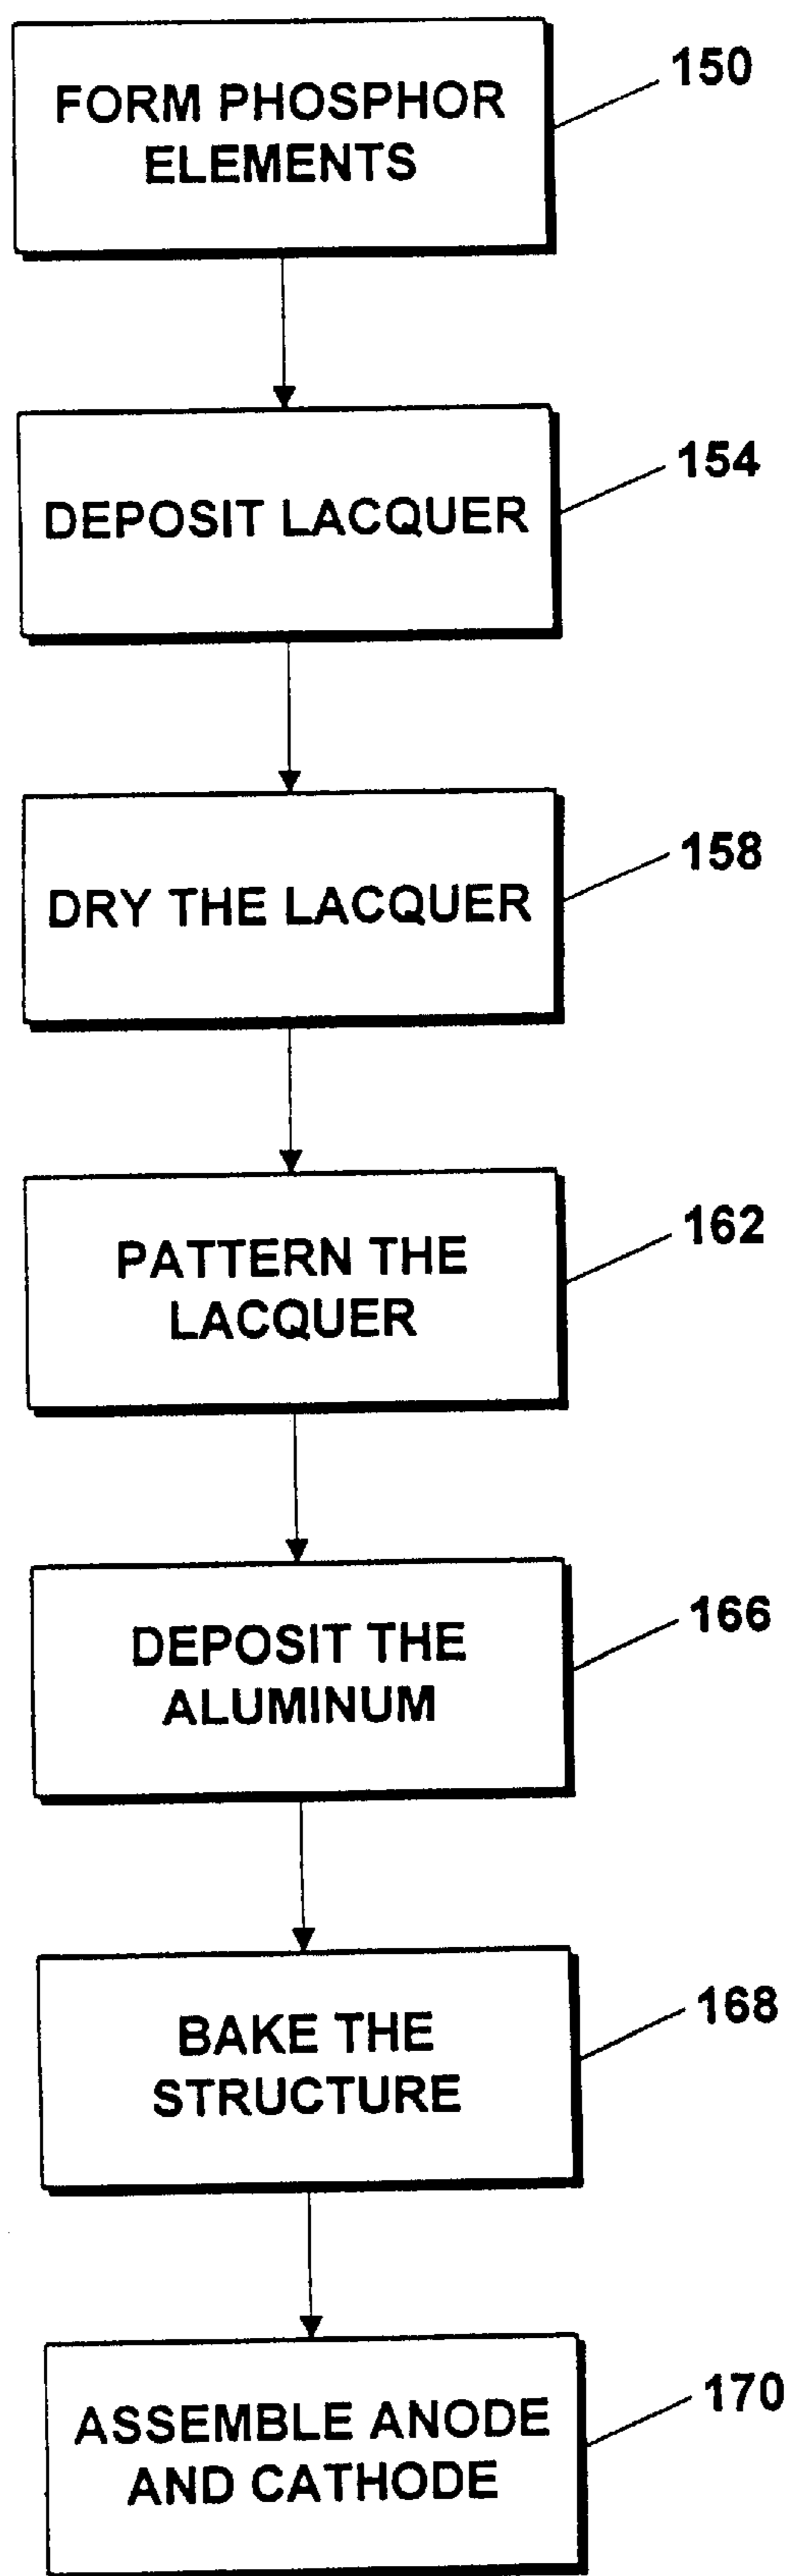 FORM PHOSPHOR
ELEMENTS
150
DEPOSIT LACQUER
154
DRY THE LACQUER
158
PATTERN THE
LACQUER
162
DEPOSIT THE
ALUMINUM
166
BAKE THE
STRUCTURE
168
ASSEMBLE ANODE
AND CATHODE
170